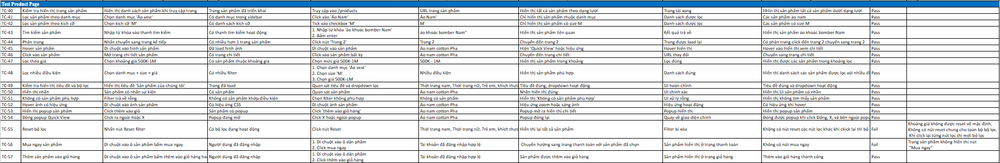 Test Product Page
TC-40 Kiểm tra hiển thị trang sản phẩm Hiển thị danh sách sản phẩm khi truy cập trang Trang sản phẩm đã triển khai Truy cập vào /products URL trang sản phẩm Hiển thị tất cả sản phẩm theo dạng lưới Trang tải xong HHin thị sản phẩm tất cả sản phẩm dưới dạng lưới Pass
TC-41 Lọc sản phẩm theo danh mục Chọn danh mục 'Áo vest' Có danh mục trong sidebar Click vào 'Áo Nam' Áo Nam' Chỉ hiển thị sản phẩm thuộc danh mục Danh sách được lọc Các sản phẩm áo nam Pass
TC-42 Lọc sản phẩm theo kích cỡ Chọn kích cỡ 'M' Có danh sách kích cỡ Tick vào checkbox 'M' M' Chỉ hiển thị sản phẩm có size M Danh sách được lọc Các sản phẩm có size M Pass
TC-43 Tìm kiếm sản phẩm Nhập từ khóa vào thanh tìm kiếm Có thanh tìm kiếm hoạt động 1. Nhập từ khóa 'áo khoác bomber Nam'
2. Bấm enter áo khoác bomber Nam" Hiển thị sản phẩm liên quan Kết quả trả về Hiển thị sản phẩm áo khoác bomber Nam Pass
TC-44 Phân trang Nhấn chuyển sang trang kế tiếp Có nhiều hơn 1 trang sản phẩm Click nút 'Trang 2' Trang 2 Chuyển đến trang 2 Trang được load lại Có phân trang click đến trang 2 chuyển sang trang 2 Pass
TC-45 Hover sản phẩm Di chuột vào hình sản phẩm Đã load hình ảnh Di chuột vào sản phẩm Áo nam cotton Pha Hiện 'Quick View' hoặc hiệu ứng Hover hiển thị Hover vào hiển thị xem chi tiết Pass
TC-46 Click vào sản phẩm Mở trang chi tiết sản phẩm Có trang chi tiết Click vào sản phẩm bất kỳ Áo nam cotton Pha Chuyển đến trang chi tiết URL thay đổi Chuyển sang trang chi tiết Pass
TC-47 Lọc theo giá Chọn khoảng giá 500K-1M Có sản phẩm thuộc khoảng giá Chọn mức giá 500K-1M 500K - 1M Hiển thị sản phẩm trong khoảng Lọc đúng Hiển thị được các sản phẩm trong khoảng lọc Pass
TC-48 Lọc nhiều điều kiện Chọn danh mục + size + giá Có nhiều filter 1. Chọn danh mục 'Áo vest'
2. Chọn size 'M'
3. Chọn giá 500K-1M Nhiều điều kiện Hiển thị sản phẩm phù hợp Danh sách đúng Hiển thị danh sách các sản phẩm được lọc với nhiều đi Pass
TC-49 Kiểm tra hiển thị tiêu đề và bộ lọc Hiển thị tiêu đề 'Sản phẩm của chúng tôi' Trang đã load Quan sát tiêu đề và dropdown lọc Thời trang nam, Thời trang nữ, Trẻ em, khích thướ Tiêu đề đúng, dropdown hoạt động UI hoàn chỉnh Tiêu đề đúng và dropdown hoạt động Pass
TC-50 Hiển thị nhãn Sản phẩm có nhãn sự kiện Có sản phẩm Quan sát sản phẩm Áo nam cotton Pha Nhãn hiển thị đúng UI chính xác Hiển thị Ui sản phẩm có nhãn Pass
TC-51 Không có sản phẩm phù hợp Filter trả về rỗng Không có sản phẩm khớp điều kiện Chọn filter không phù hợp Không có sản phẩm Hiển thị 'Không có sản phẩm phù hợp' UI xử lý rỗng Hiển thị không tìm thấy sản phẩm Pass
TC-52 Hover ảnh có hiệu ứng Di chuột vào ảnh sản phẩm Có hiệu ứng CSS Di chuột ảnh sản phẩm Áo nam cotton Pha Hiệu ứng zoom hoặc sáng ảnh Hiệu ứng hoạt động Có hiệu ứng khi hover Pass
TC-53 Hiển thị popup sản phẩm Click thêm vào giỏ Sản phẩm có popup Click 'thêm vào giỏ hàng' Áo nam cotton Pha Popup mở ra hiển thị chi tiết Popup hiển thị Hiển thị popup sản phẩm Pass
TC-54 Đóng popup Quick View Click ra ngoài hoặc X Popup đang mở Click X hoặc ngoài popup Áo nam cotton Pha Popup đóng lại Quay về giao diện chính Đóng được popup khi click Đống, X, và bên ngoài popu Pass
TC-55 Reset bộ lọc Nhấn nút Reset filter Có bộ lọc đang hoạt động Click nút Reset Thời trang nam, Thời trang nữ, Trẻ em, khích thướ Hiển thị lại tất cả sản phẩm Filter bị xóa Không có nút reset các nút lọc khác khi ckick lại thì bỏ Fail Khoảng giá không được reset về mặc định.
Không có nút reset chung cho toàn bộ bộ lọc.
Khi click lại từng nút lọc thì mới bỏ lọc
TC-56 Mua ngay sản phẩm Di chuột vào ô sản phẩm bấm mua ngay Người dùng đã đăng nhập 1. Di chuột vào ô dản phẩm
2. Click mua ngay Tài khoản đã đăng nhập hợp lệ Chuyển hướng sang trang thanh toán với sản phẩm đã chọn Sản phẩm hiển thị ở trang thanh toán Không có nút mua ngay Fail Trang sản phẩm không hiển thị nút
"Mua ngay"
TC-57 Thêm sản phẩm vào giỏ hàng Di chuột vào ô sản phẩm bấm thêm vào giỏ hàng ho Người dùng đã đăng nhập 1. Di chuột vào ô dản phẩm
2. Click thêm vào giỏ hàng Tài khoản đã đăng nhập hợp lệ Sản phẩm được thêm vào giỏ hàng Sản phẩm hiển thị ở trang giỏ hàng Thêm vào giỏ hàng thành công Pass